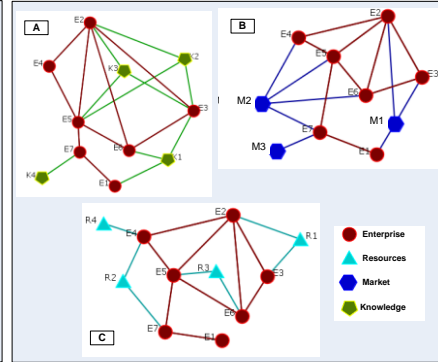 A
E2
E4
K3
K2
E3
E5
E7
E6
K1
K4
E1
B
E2
E4
E5
E3
M2
E6
M1
E7
M3
E1
R4
E2
E4
R1
R2
E5
R3
E3
E6
E7
E1
C
Enterprise
Resources
Market
Knowledge